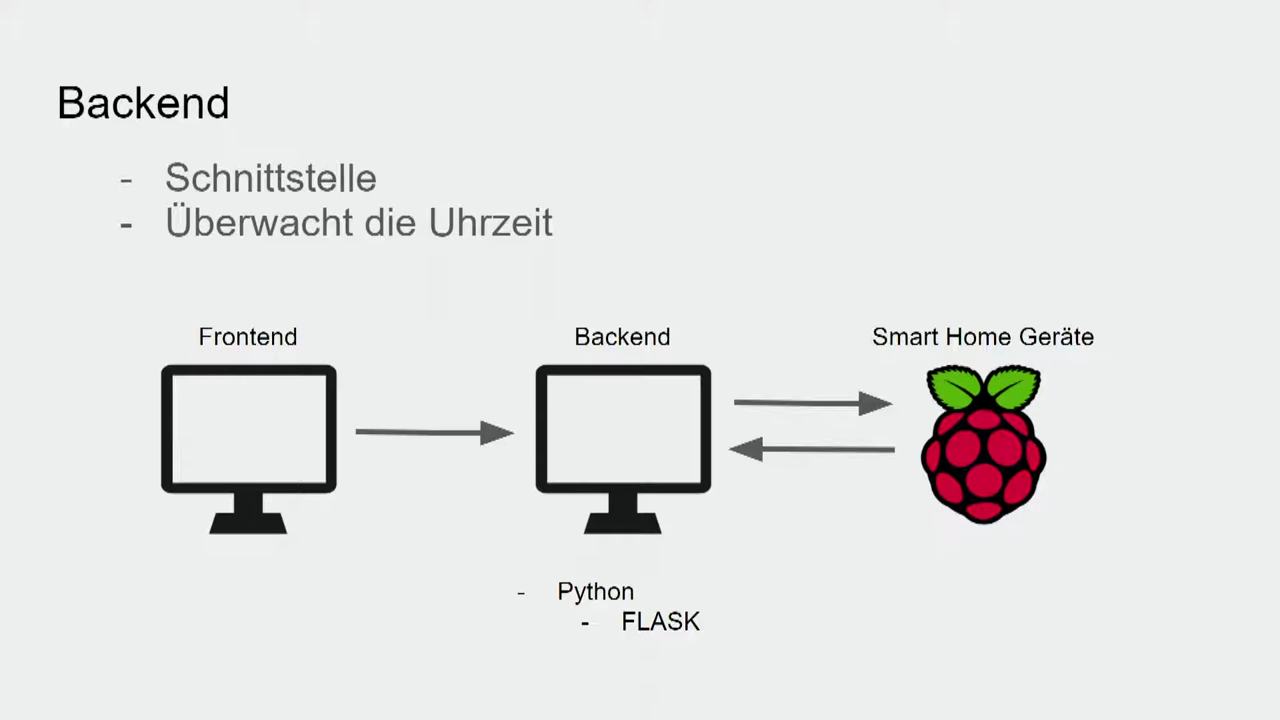 Backend
- Schnittstelle
- Überwacht die Uhrzeit
Frontend
Backend
Smart Home Geräte
- Python
- FLASK